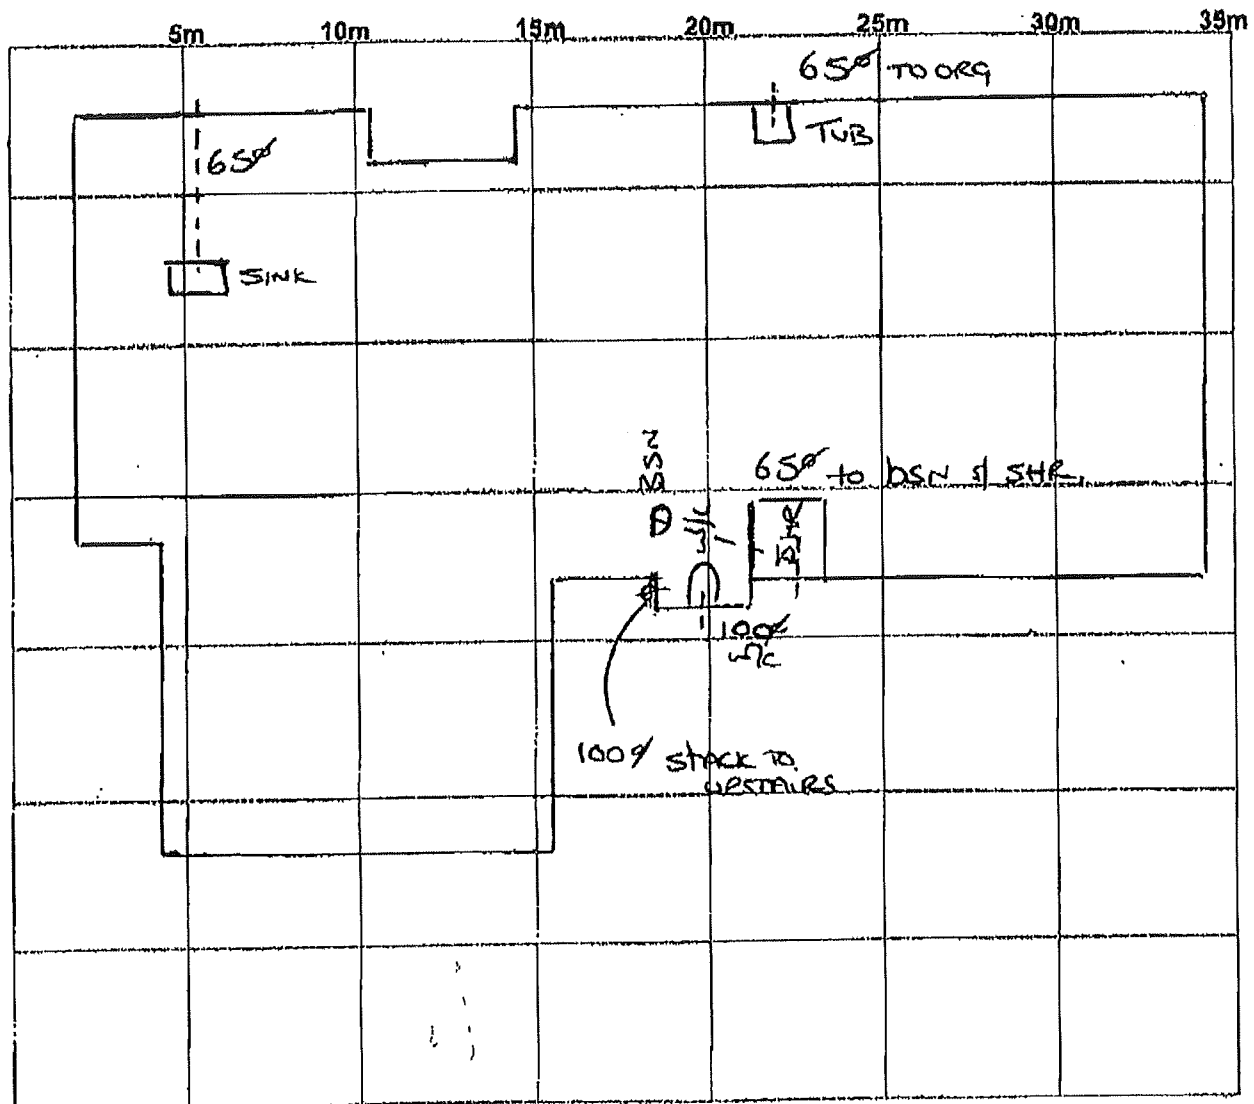 5m 10m 15m 20m 25m 30m 35m
65ø TO ORG
TUB
65ø
SINK
BSN
65ø to bSN & SHR.
W/C
SHR
100ø
W/C
100ø STACK TO
UPSTAIRS